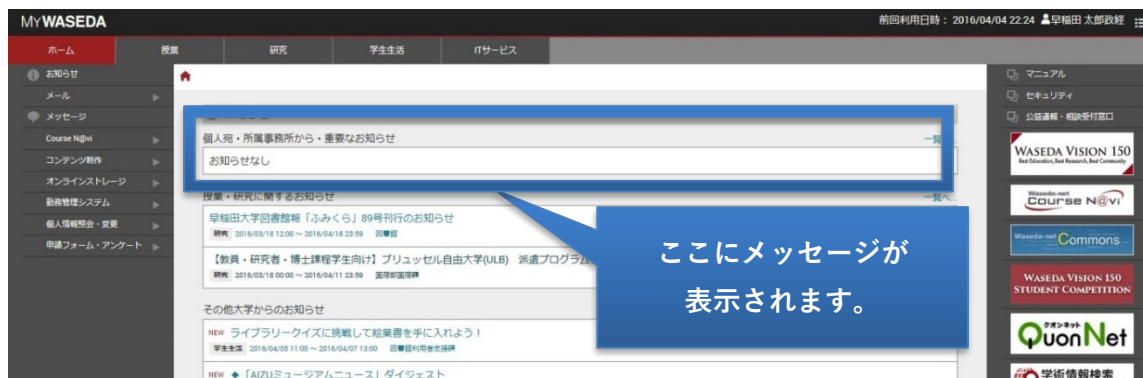 MYWASEDA
前回利用日時： 2016/04/04 22:24 早稲田 太郎政経
ホーム 授業 研究 学生生活 ITサービス
お知らせ
メール
メッセージ
Course N@vi
コンテンツ制作
オンラインストレージ
勤務管理システム
個人情報照会・変更
申請フォーム・アンケート
個人宛・所属事務所から・重要なお知らせ
お知らせなし
授業・研究に関するお知らせ 一覧へ...
早稲田大学図書館報「ふみくら」89号刊行のお知らせ
研究 2016/03/18 12:00 ～ 2016/04/18 23:59 図書館
【教員・研究者・博士課程学生向け】ブリュッセル自由大学(ULB) 派遣プログラム
研究 2016/03/18 00:00 ～ 2016/04/11 23:59 国際部国際課
その他大学からのお知らせ
NEW ライブラリークイズに挑戦して絵葉書を手に入れよう！
学生生活 2016/04/05 11:00 ～ 2016/04/07 13:00 図書館利用者支援課
NEW ◆「AIZUミュージアムニュース」ダイジェスト
ここにメッセージが
表示されます。
マニュアル
セキュリティ
公益通報・相談受付窓口
WASEDA VISION 150
Best Education, Best Research, Best Community
Waseda-net
Course N@vi
Waseda-net Commons
WASEDA VISION 150
STUDENT COMPETITION
クオンネット
QuonNet
学術情報検索